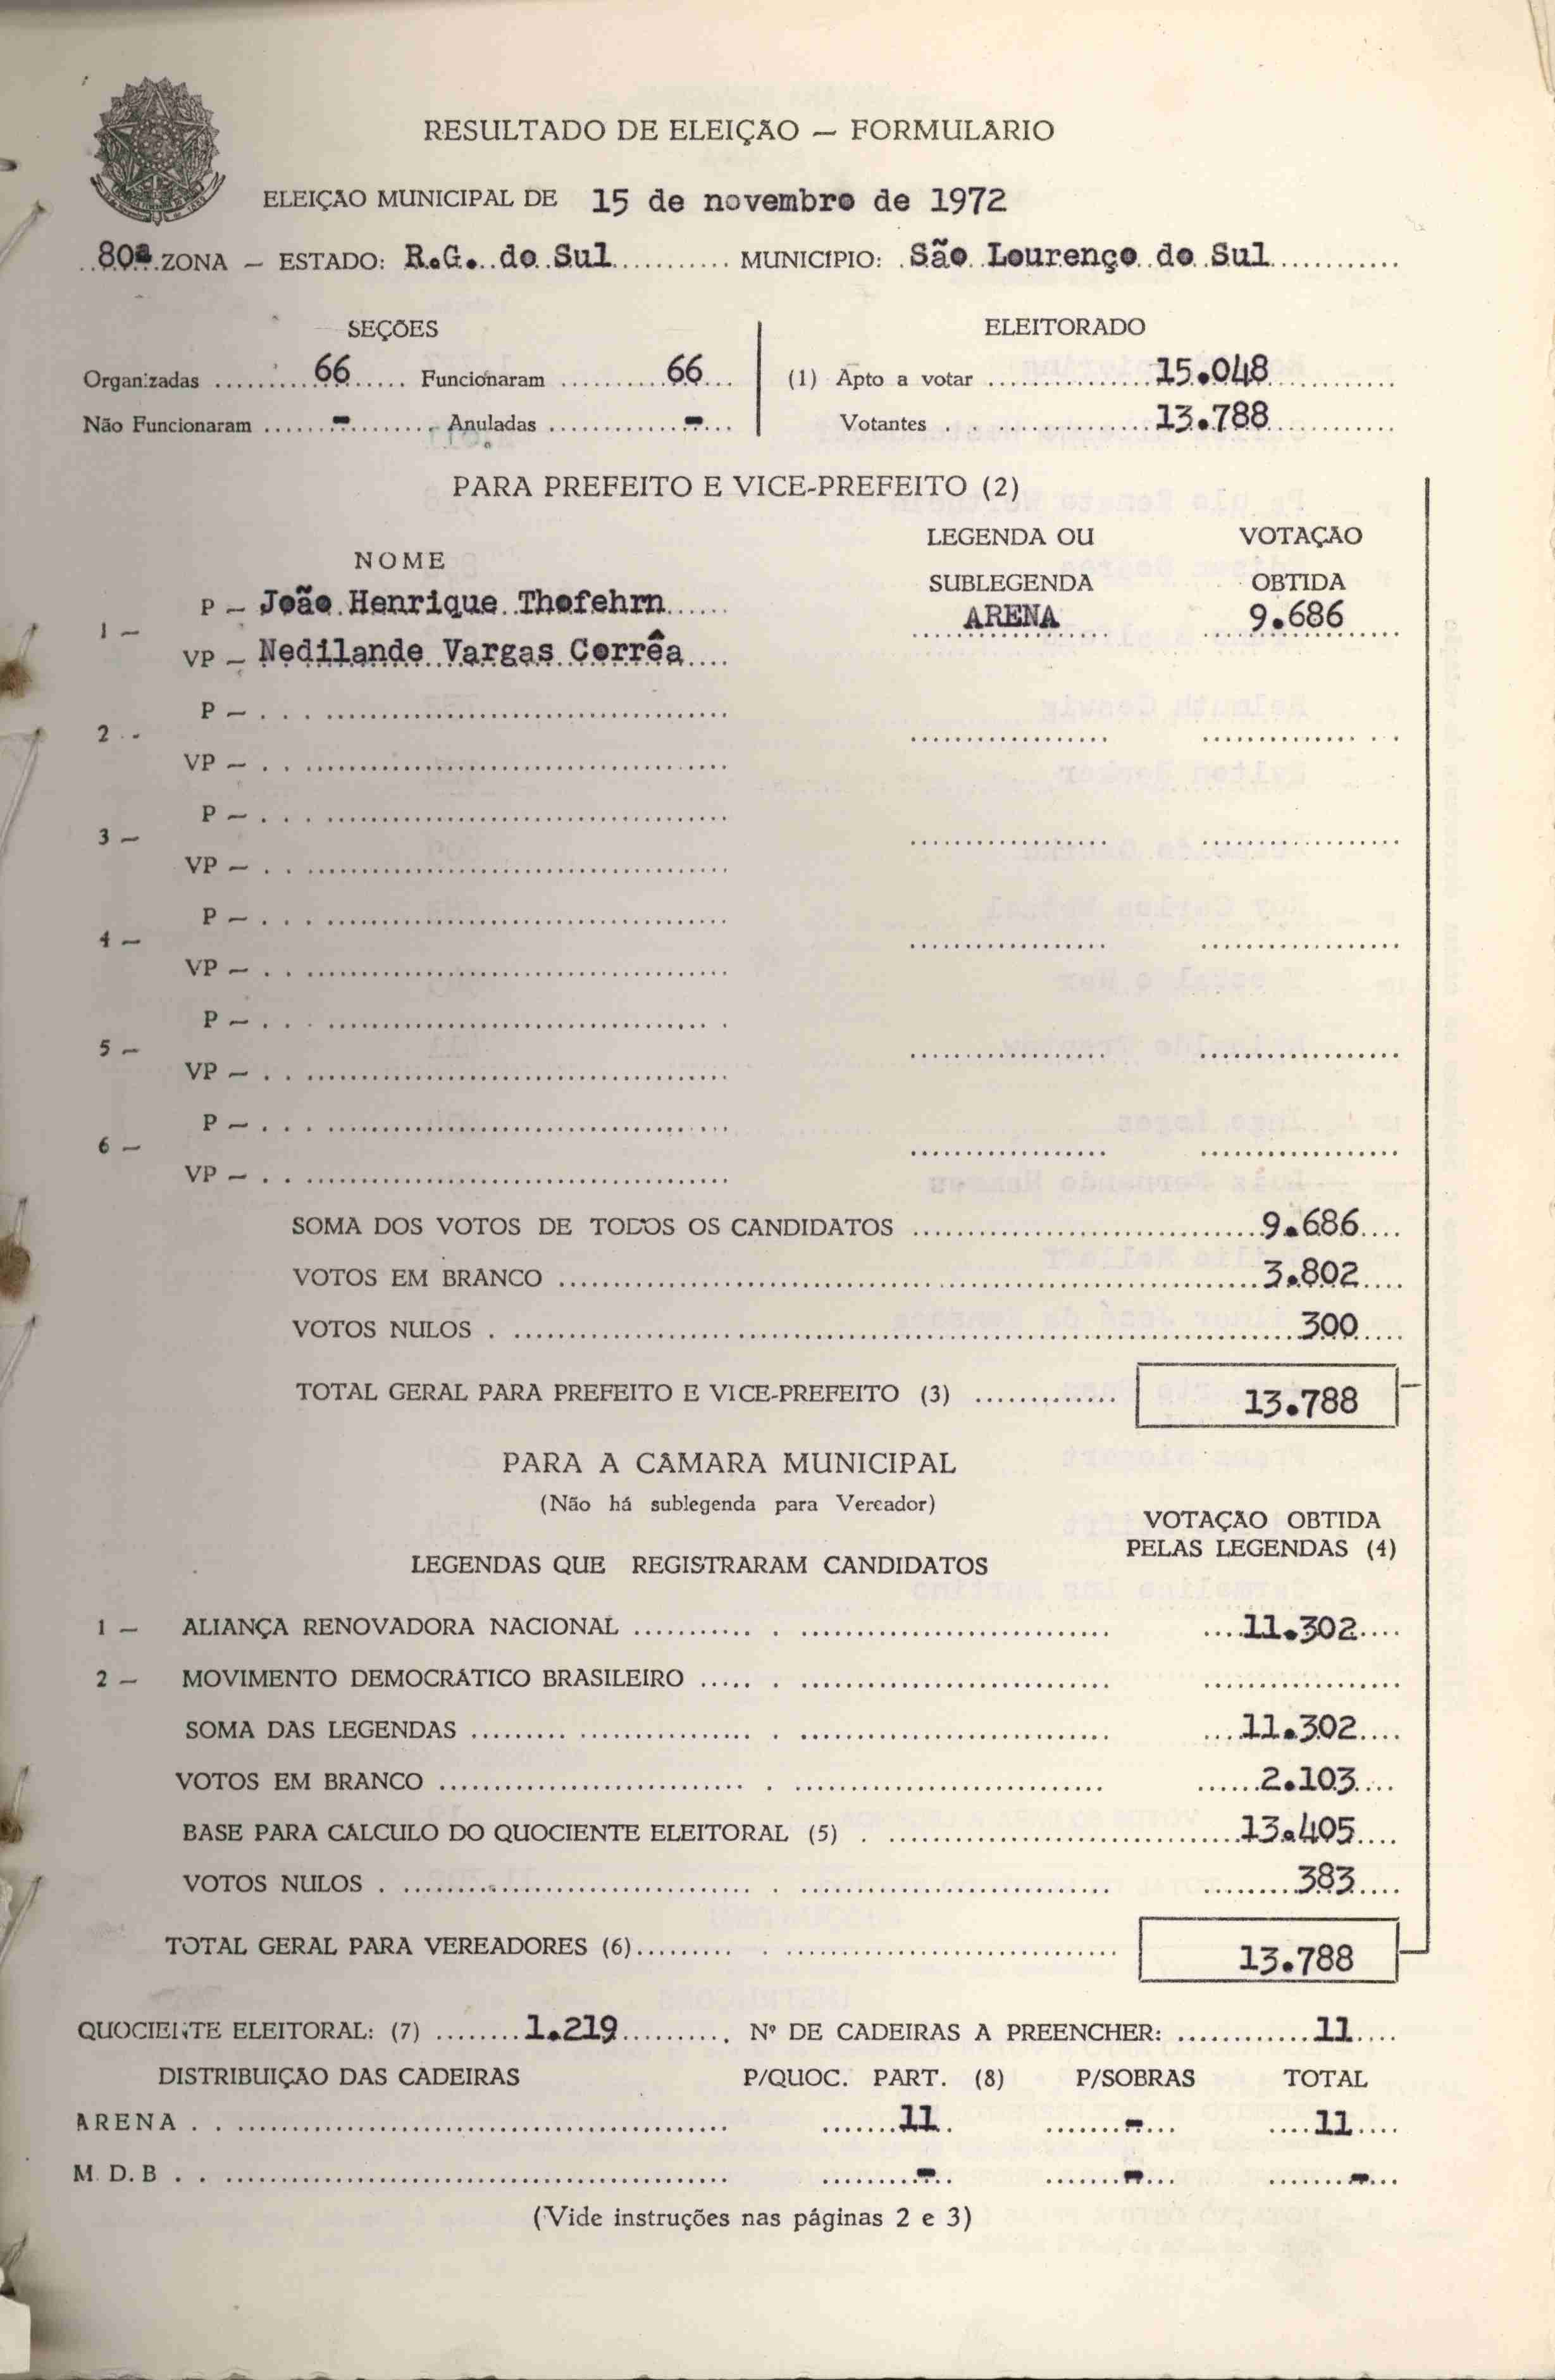 RESULTADO DE ELEIÇÃO — FORMULARIO
ELEIÇÃO MUNICIPAL DE 15 de novembro de 1972
80ª ZONA — ESTADO: R.G. do Sul MUNICIPIO: São Lourenço do Sul
SEÇÕES ELEITORADO
Organizadas 66 Funcionaram 66 (1) Apto a votar 15.048
Não Funcionaram - Anuladas - Votantes 13.788
PARA PREFEITO E VICE-PREFEITO (2)
NOME LEGENDA OU SUBLEGENDA VOTAÇÃO OBTIDA
1 — P — João Henrique Thofehrn ARENA 9.686
VP — Nedilande Vargas Corrêa
2 - P —
VP —
3 — P —
VP —
4 — P —
VP —
5 — P —
VP —
6 — P —
VP —
SOMA DOS VOTOS DE TODOS OS CANDIDATOS 9.686
VOTOS EM BRANCO 3.802
VOTOS NULOS 300
TOTAL GERAL PARA PREFEITO E VICE-PREFEITO (3) 13.788
PARA A CÂMARA MUNICIPAL
(Não há sublegenda para Vereador)
LEGENDAS QUE REGISTRARAM CANDIDATOS VOTAÇÃO OBTIDA PELAS LEGENDAS (4)
1 — ALIANÇA RENOVADORA NACIONAL 11.302
2 — MOVIMENTO DEMOCRÁTICO BRASILEIRO
SOMA DAS LEGENDAS 11.302
VOTOS EM BRANCO 2.103
BASE PARA CÁLCULO DO QUOCIENTE ELEITORAL (5) 13.405
VOTOS NULOS 383
TOTAL GERAL PARA VEREADORES (6) 13.788
QUOCIENTE ELEITORAL: (7) 1.219 Nº DE CADEIRAS A PREENCHER: 11
DISTRIBUIÇÃO DAS CADEIRAS P/QUOC. PART. (8) P/SOBRAS TOTAL
ARENA 11 - 11
M. D. B - - -
(Vide instruções nas páginas 2 e 3)